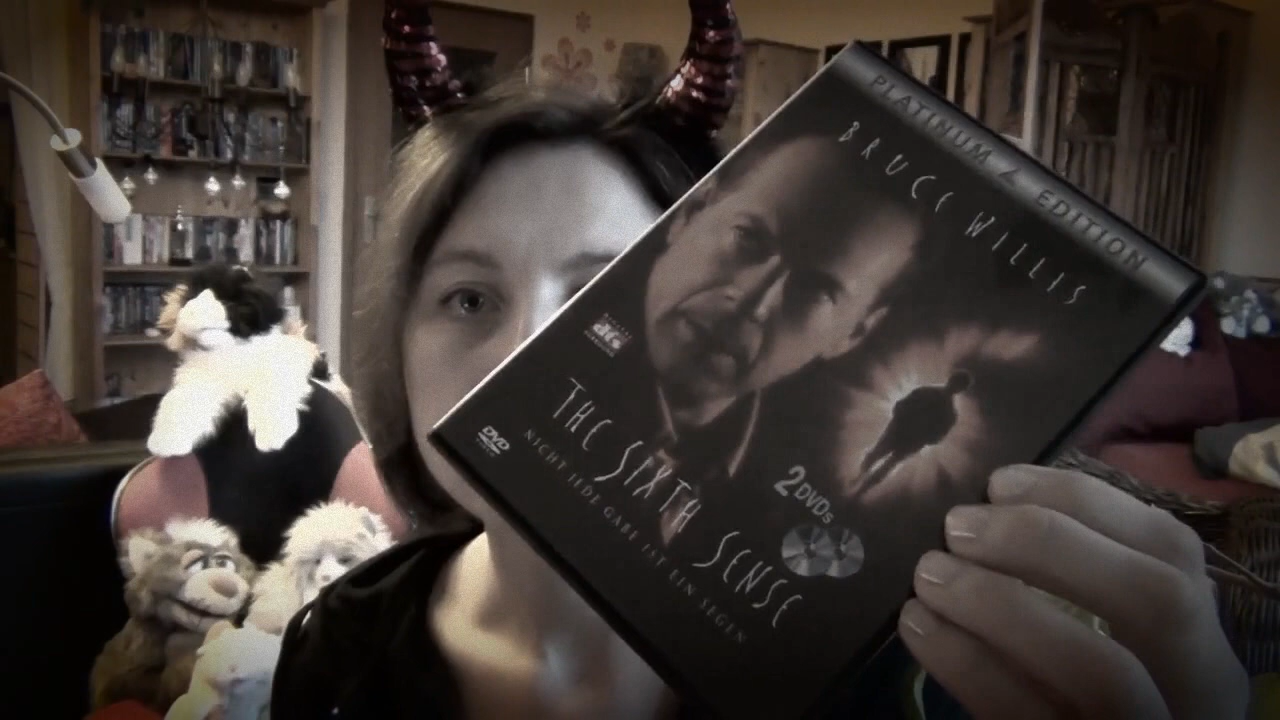 PLATINUM EDITION
BRUCE WILLIS
dts
DVD
THE SIXTH SENSE
NICHT JEDE GABE IST EIN SEGEN
2 DVDs